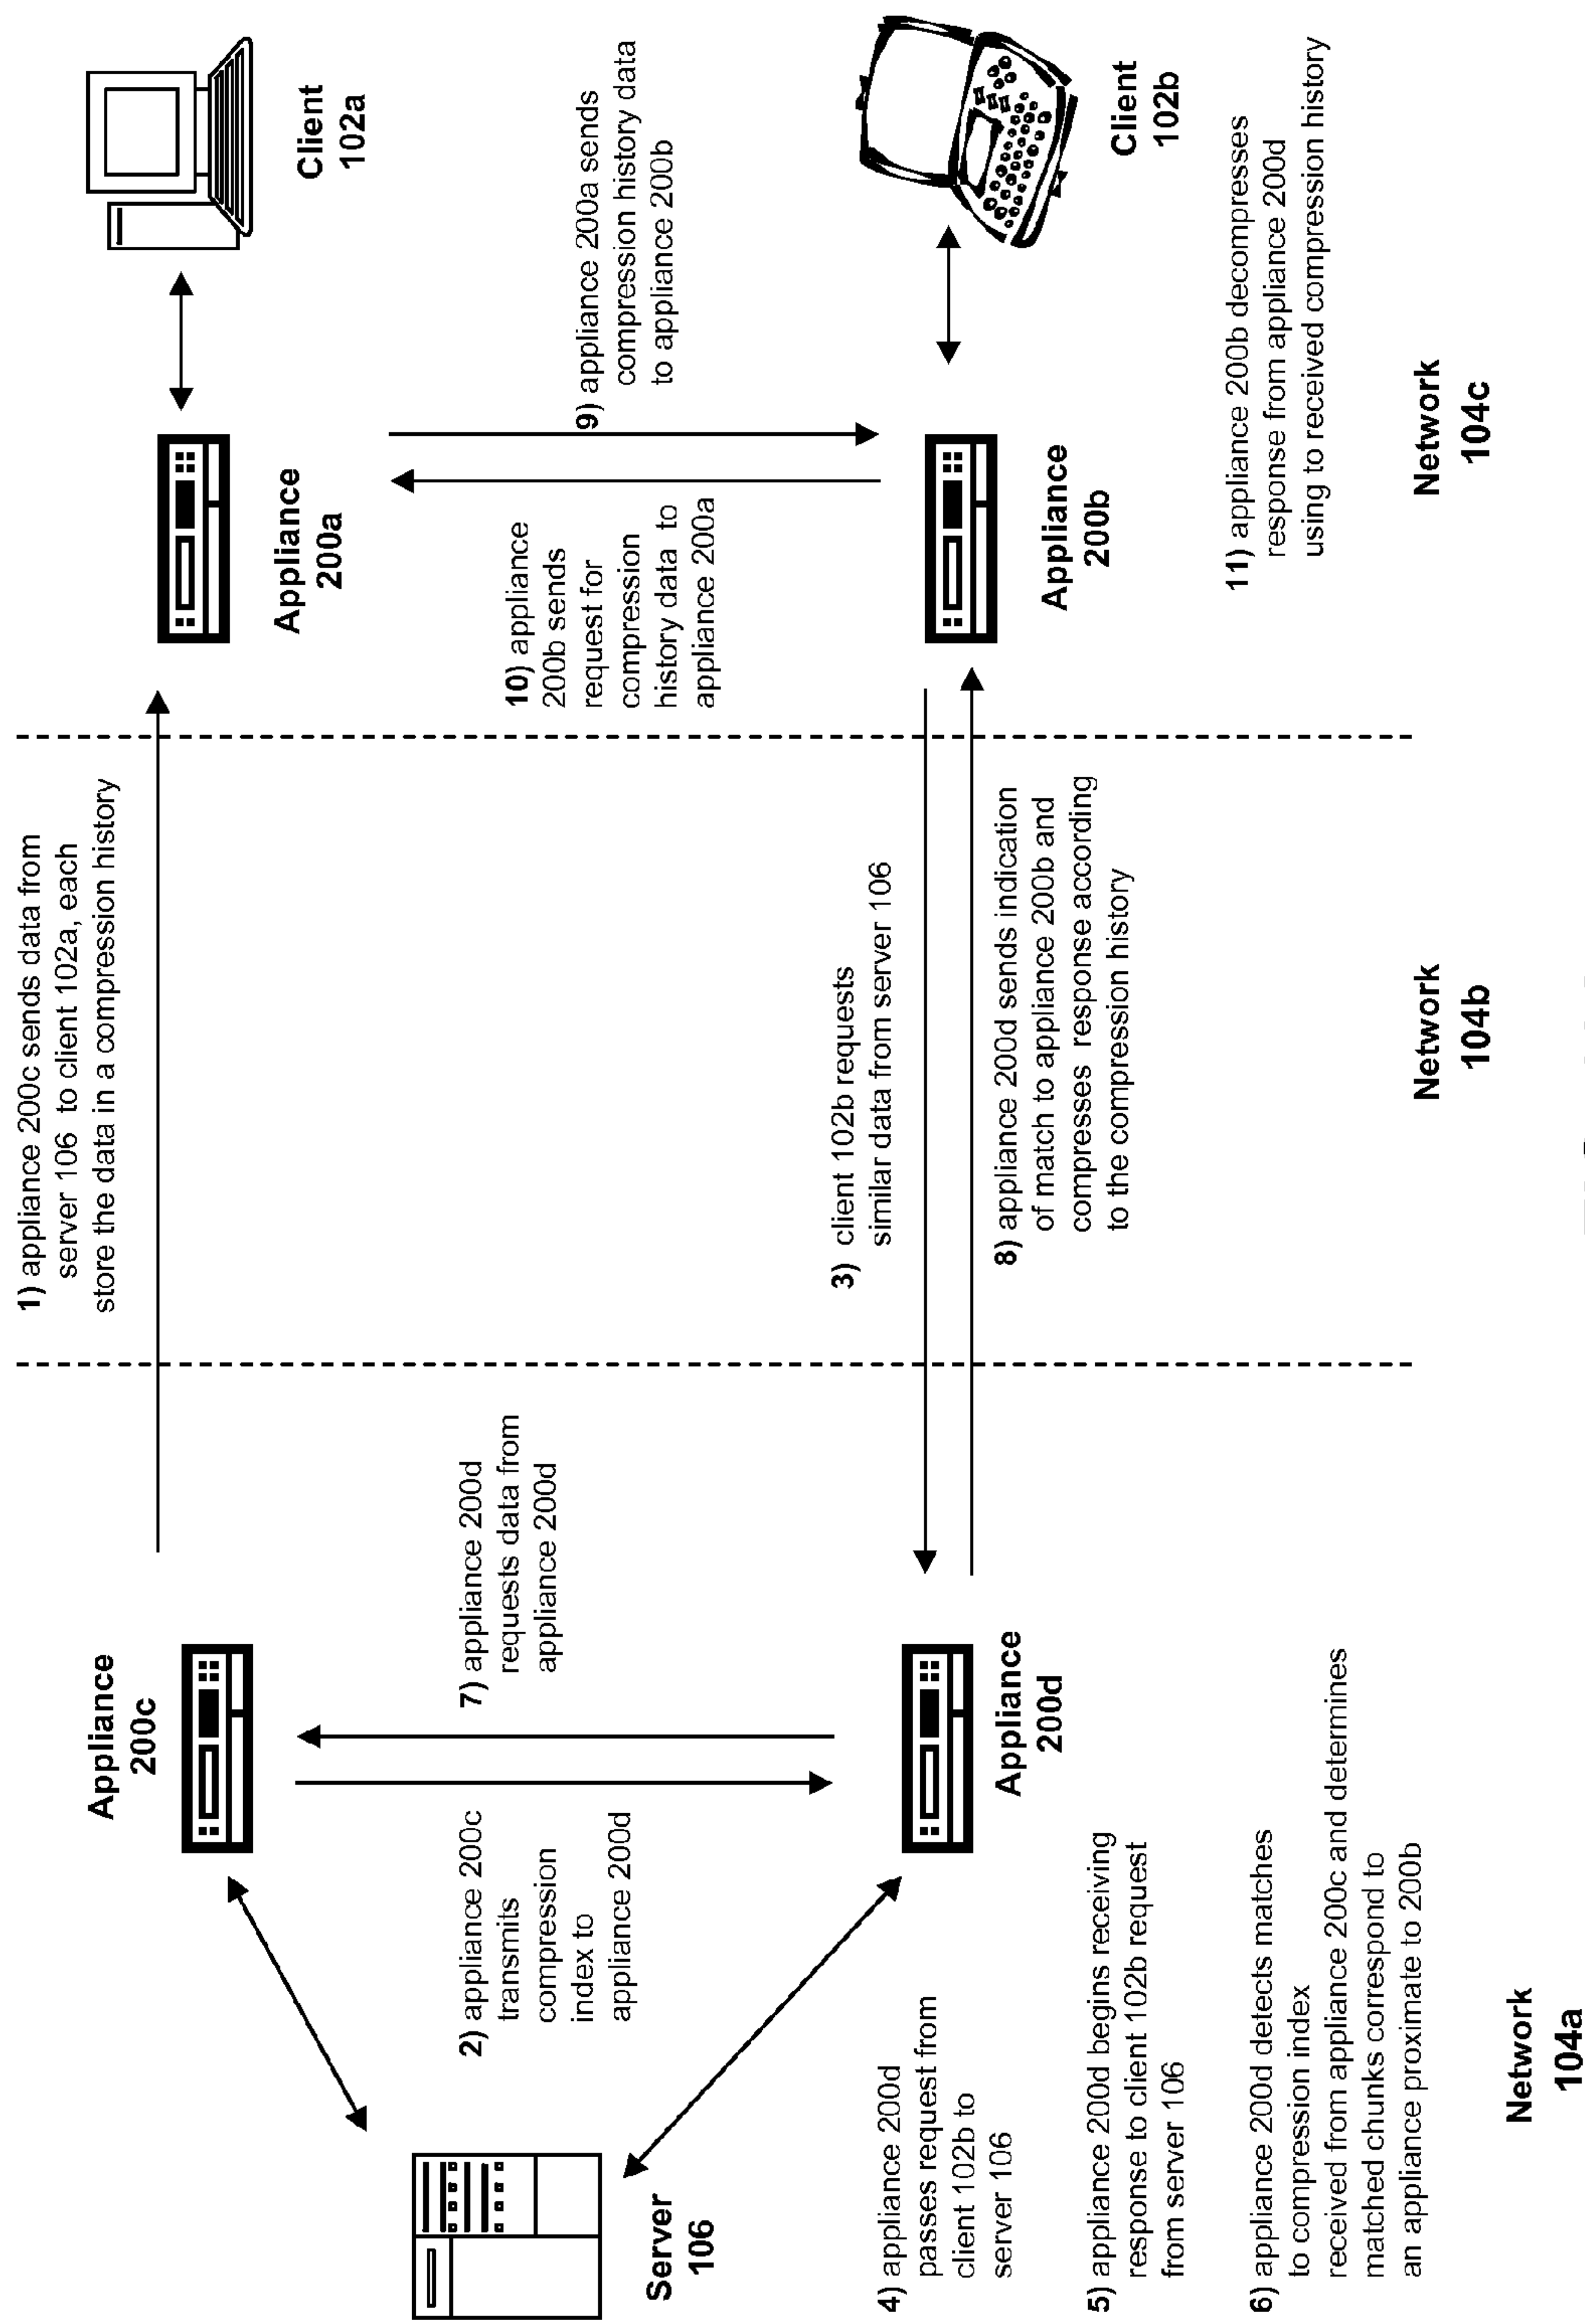 1) appliance 200c sends data from
server 106 to client 102a, each
store the data in a compression history
Appliance
200c
Appliance
200a
Client
102a
2) appliance 200c
transmits
compression
index to
appliance 200d
7) appliance 200d
requests data from
appliance 200d
10) appliance
200b sends
request for
compression
history data to
appliance 200a
9) appliance 200a sends
compression history data
to appliance 200b
Server
106
3) client 102b requests
similar data from server 106
4) appliance 200d
passes request from
client 102b to
server 106
Appliance
200d
8) appliance 200d sends indication
of match to appliance 200b and
compresses response according
to the compression history
Appliance
200b
Client
102b
5) appliance 200d begins receiving
response to client 102b request
from server 106
11) appliance 200b decompresses
response from appliance 200d
using to received compression history
6) appliance 200d detects matches
to compression index
received from appliance 200c and determines
matched chunks correspond to
an appliance proximate to 200b
Network
104a
Network
104b
Network
104c